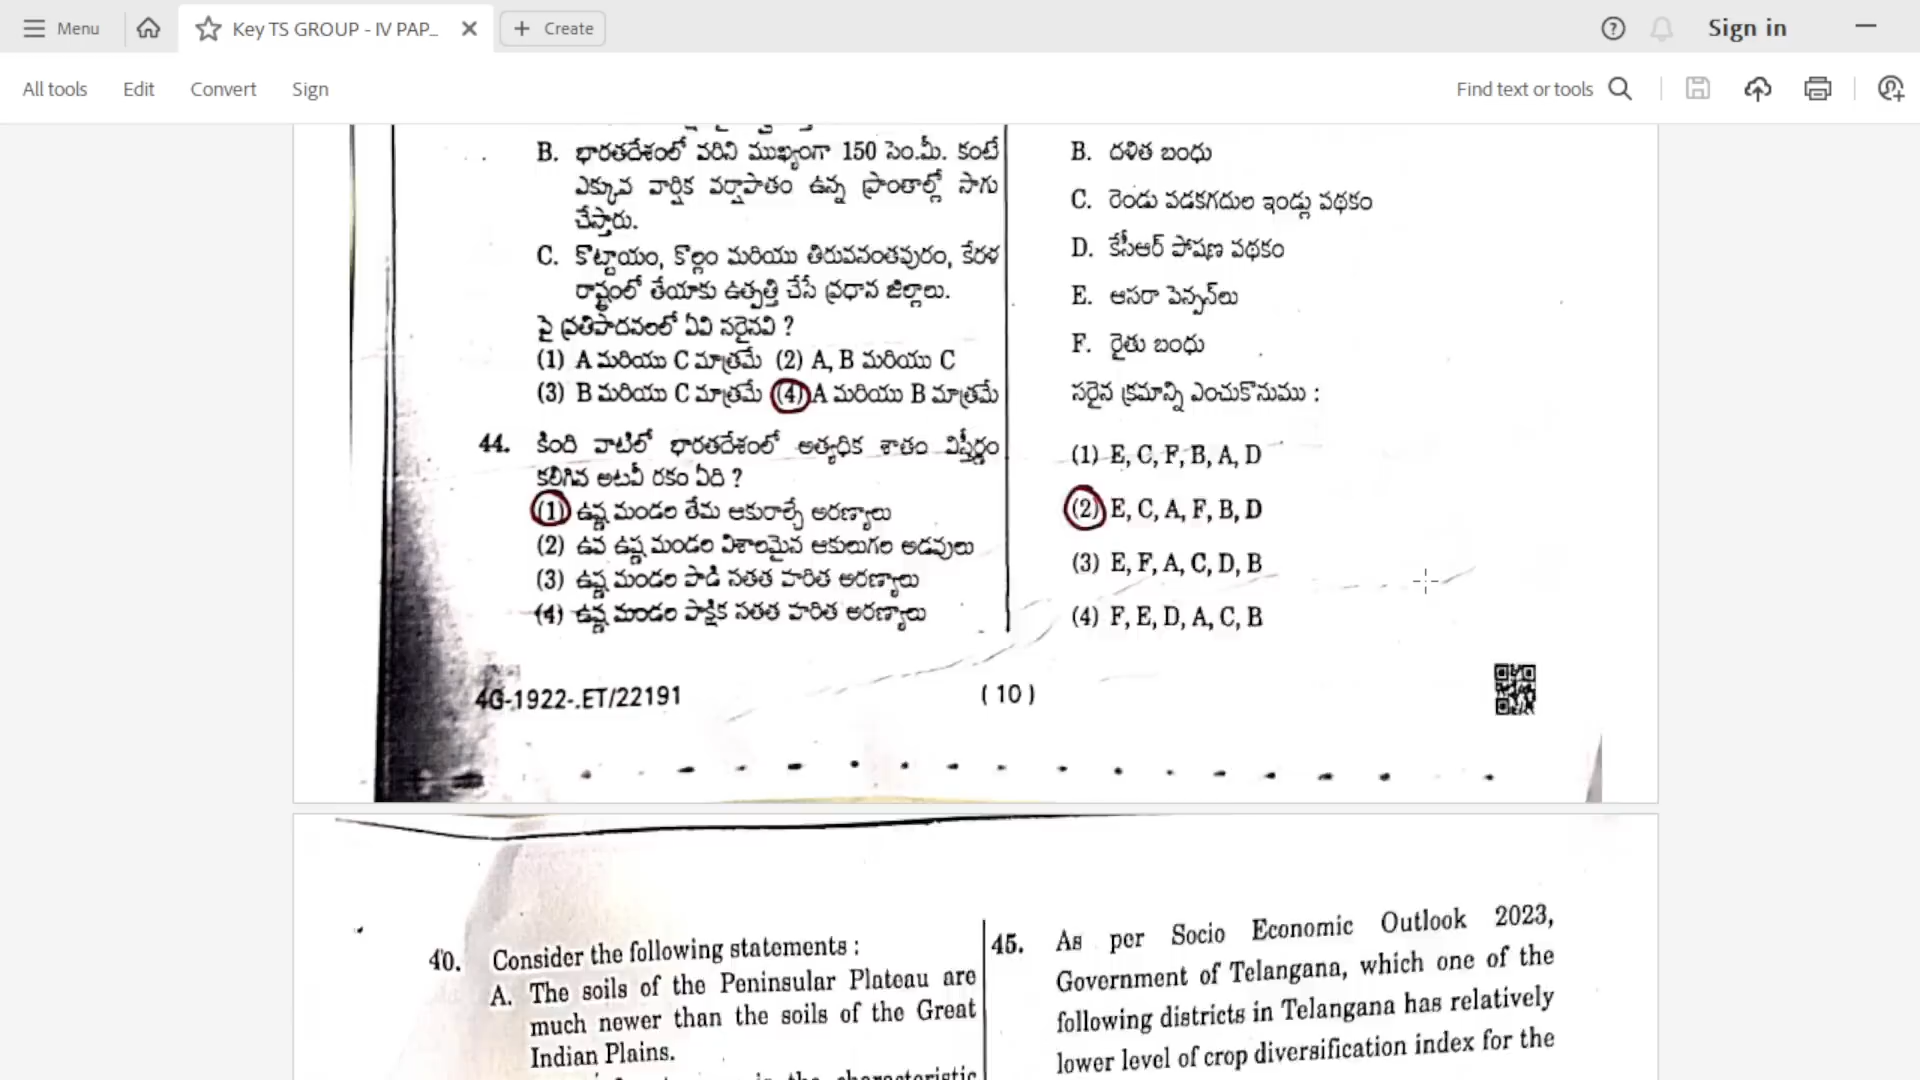 Menu
Key TS GROUP - IV PAP_
Create
Sign in
All tools
Edit
Convert
Sign
Find text or tools
B. భారతదేశంలో వరిని ముఖ్యంగా 150 సెం.మీ. కంటే
ఎక్కువ వార్షిక వర్షాపాతం ఉన్న ప్రాంతాల్లో సాగు
చేస్తారు.
C. కొట్టాయం, కొల్లం మరియు తిరువనంతపురం, కేరళ
రాష్ట్రంలో తేయాకు ఉత్పత్తి చేసే ప్రధాన జిల్లాలు.
పై ప్రతిపాదనలలో ఏవి సరైనవి ?
(1) A మరియు C మాత్రమే (2) A, B మరియు C
(3) B మరియు C మాత్రమే (4) A మరియు B మాత్రమే
44. కింది వాటిలో భారతదేశంలో అత్యధిక శాతం విస్తీర్ణం
కలిగిన అటవీ రకం ఏది ?
(1) ఉష్ణ మండల తేమ ఆకురాల్చే అరణ్యాలు
(2) ఉప ఉష్ణ మండల విశాలమైన ఆకులుగల అడవులు
(3) ఉష్ణ మండల పొడి సతత హరిత అరణ్యాలు
(4) ఉష్ణ మండల పాక్షిక సతత హరిత అరణ్యాలు
B. దళిత బంధు
C. రెండు పడకగదుల ఇండ్లు పథకం
D. కేసీఆర్ పోషణ పథకం
E. ఆసరా పెన్షన్‌లు
F. రైతు బంధు
సరైన క్రమాన్ని ఎంచుకొనుము :
(1) E, C, F, B, A, D
(2) E, C, A, F, B, D
(3) E, F, A, C, D, B
(4) F, E, D, A, C, B
4G-1922-.ET/22191
( 10 )
40. Consider the following statements :
A. The soils of the Peninsular Plateau are
much newer than the soils of the Great
Indian Plains.
is the characteristic
45. As per Socio Economic Outlook 2023,
Government of Telangana, which one of the
following districts in Telangana has relatively
lower level of crop diversification index for the